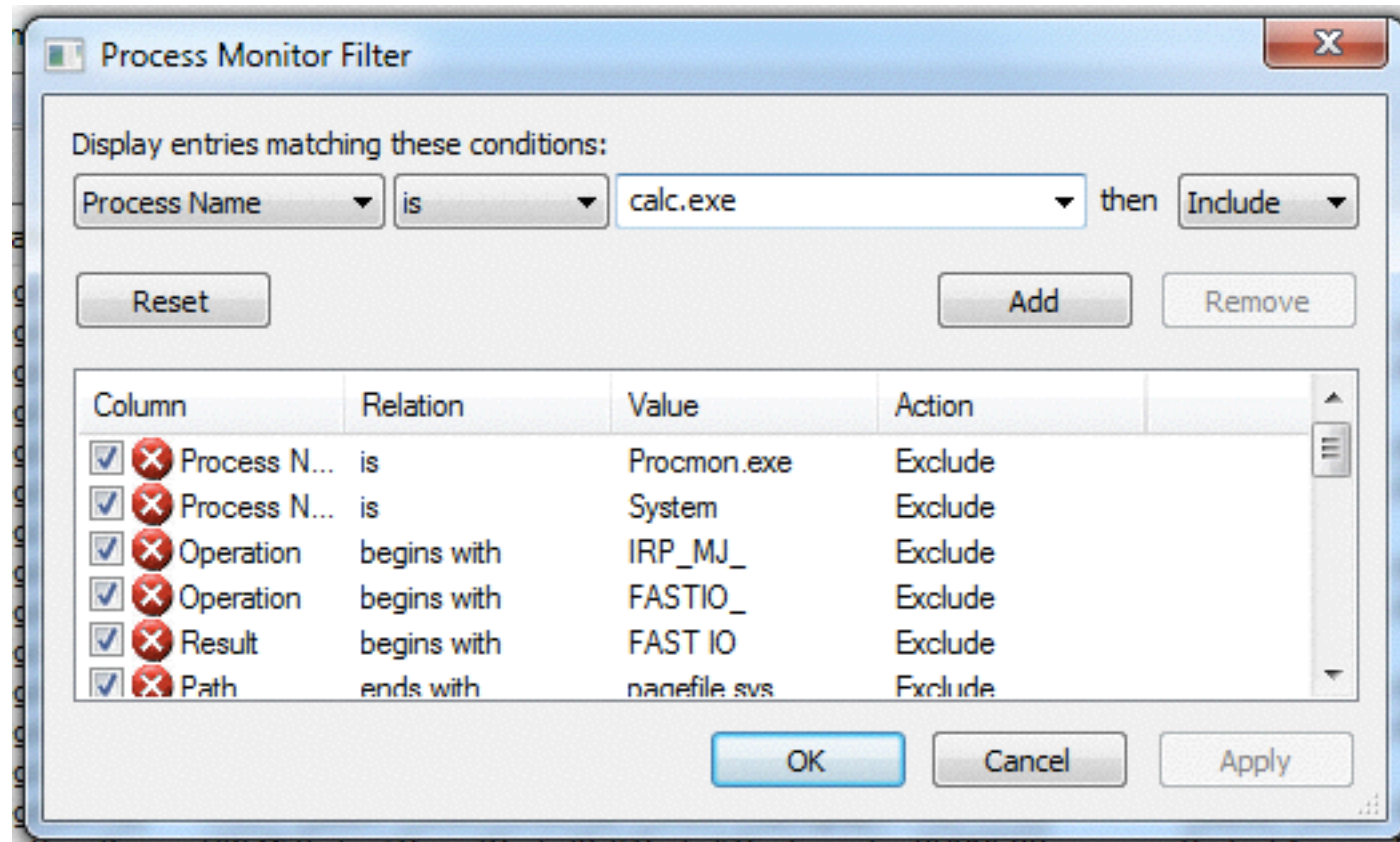 Process Monitor Filter
Display entries matching these conditions:
Process Name is calc.exe then Include
Reset Add Remove
Column Relation Value Action
Process N... is Procmon.exe Exclude
Process N... is System Exclude
Operation begins with IRP_MJ_ Exclude
Operation begins with FASTIO_ Exclude
Result begins with FAST IO Exclude
Path ends with pagefile.sys Exclude
OK Cancel Apply